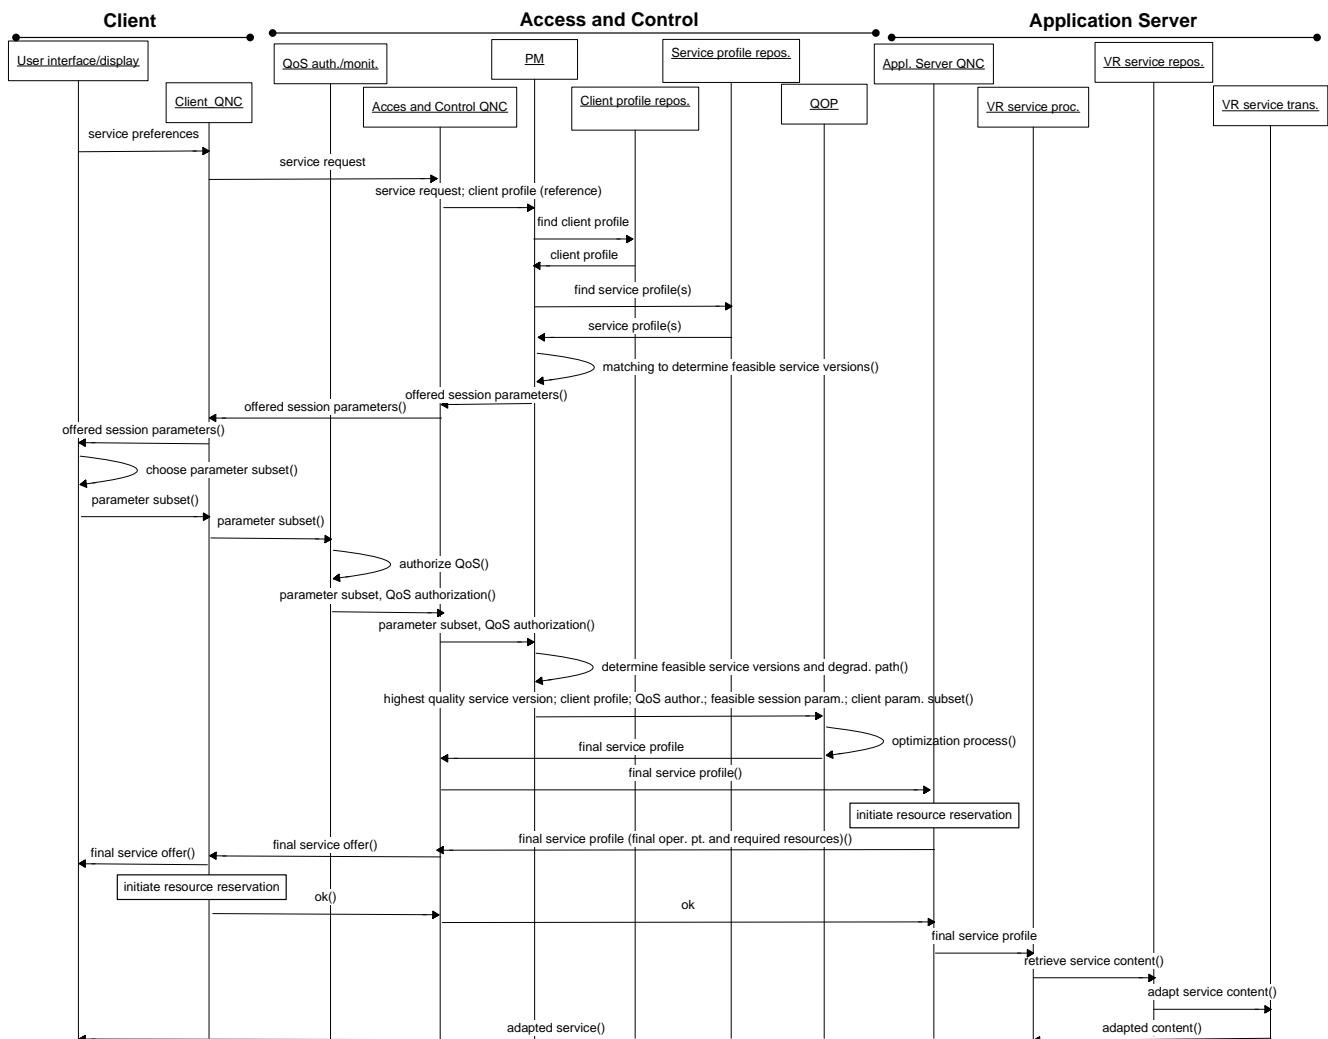 Client
Access and Control
Application Server
User interface/display
QoS auth./monit.
PM
Service profile repos.
Appl. Server QNC
VR service repos.
Client_QNC
Acces and Control QNC
Client profile repos.
QOP
VR service proc.
VR service trans.
service preferences
service request
service request; client profile (reference)
find client profile
client profile
find service profile(s)
service profile(s)
matching to determine feasible service versions()
offered session parameters()
offered session parameters()
offered session parameters()
choose parameter subset()
parameter subset()
parameter subset()
authorize QoS()
parameter subset, QoS authorization()
parameter subset, QoS authorization()
determine feasible service versions and degrad. path()
highest quality service version; client profile; QoS author.; feasible session param.; client param. subset()
optimization process()
final service profile
final service profile()
initiate resource reservation
final service profile (final oper. pt. and required resources)()
final service offer()
final service offer()
initiate resource reservation
ok()
ok
final service profile
retrieve service content()
adapt service content()
adapted content()
adapted service()